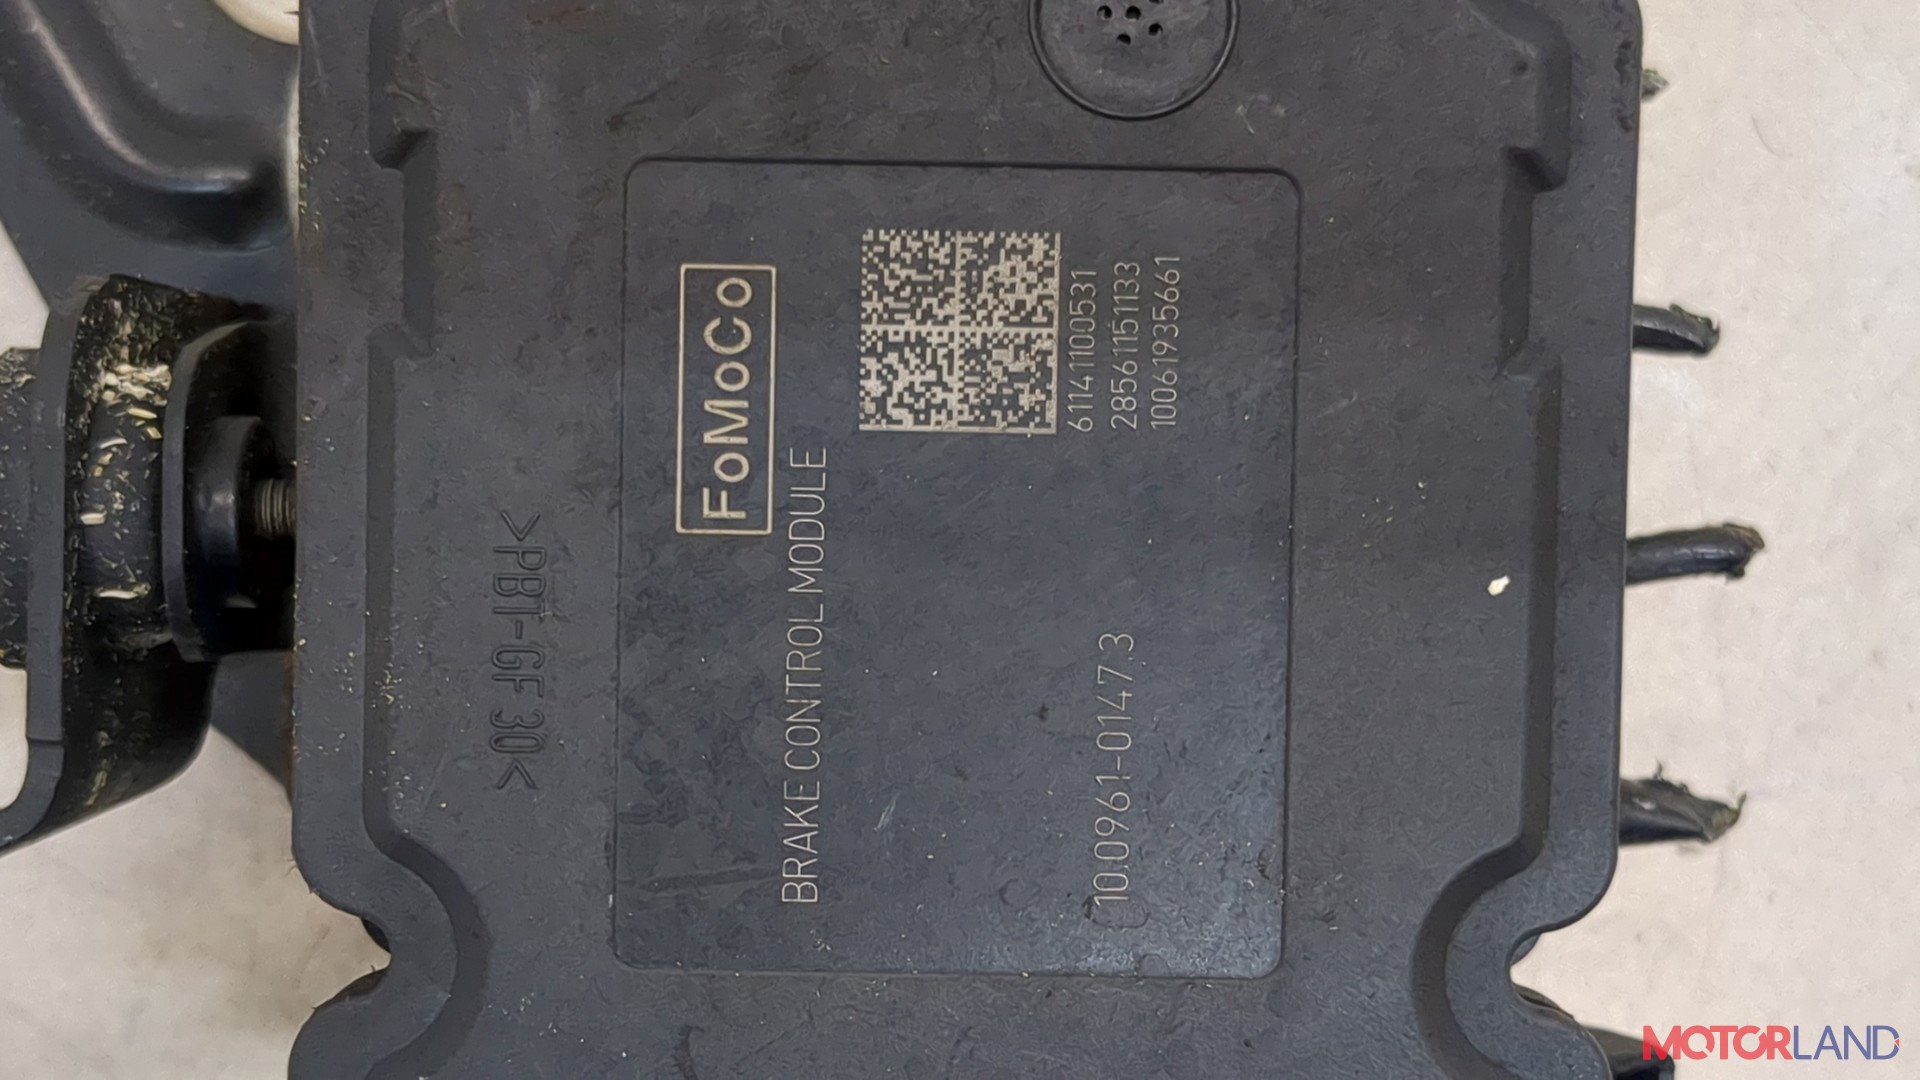 >PBT-GF 30<
FoMoCo
BRAKE CONTROL MODULE
61141100531
28561151133
10061935661
10.0961-0147.3
MOTORLAND